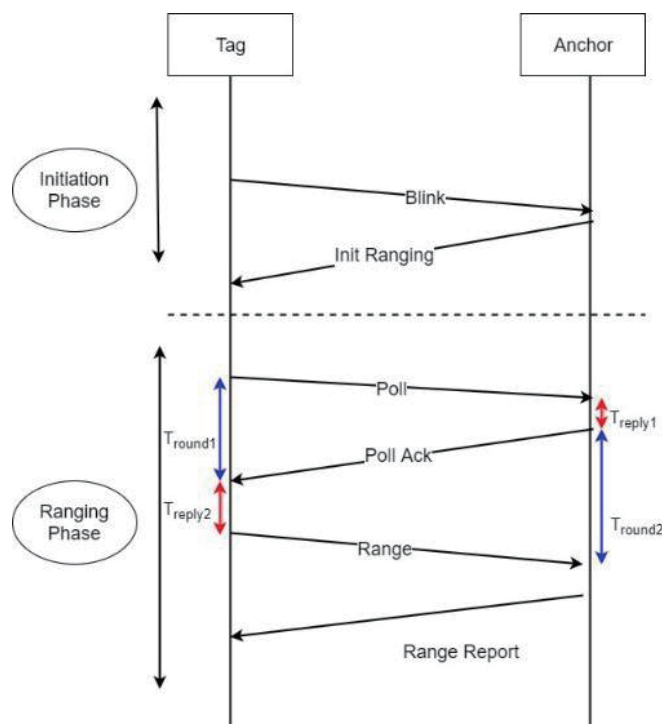 Tag
Anchor
Initiation
Phase
Blink
Init Ranging
Poll
Treply1
Tround1
Poll Ack
Treply2
Ranging
Phase
Tround2
Range
Range Report